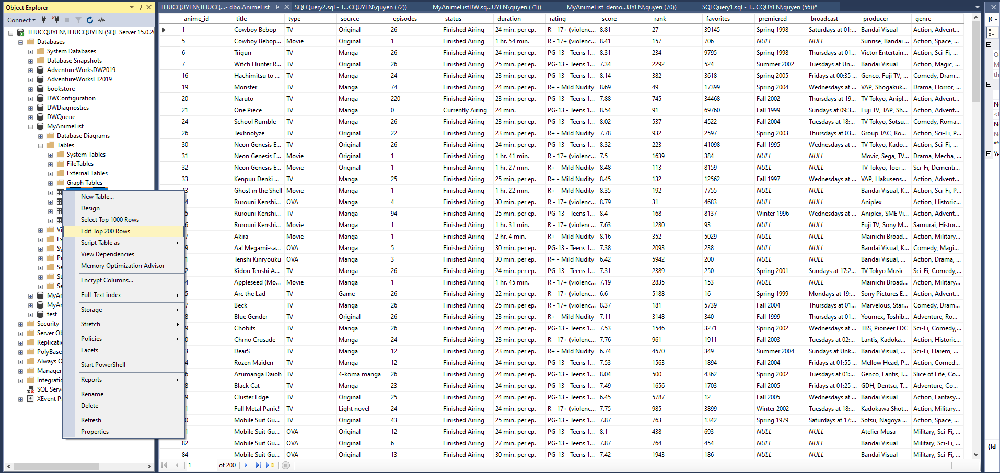 Object Explorer
Connect
THUCQUYEN\THUCQUYEN (SQL Server 15.0.20
Databases
System Databases
Database Snapshots
AdventureWorksDW2019
AdventureWorksLT2019
bookstore
DWConfiguration
DWDiagnostics
DWQueue
MyAnimeList
Database Diagrams
Tables
System Tables
FileTables
External Tables
Graph Tables
Vi
Ex
Sy
Pr
Se
St
Se
MyAn
MyAn
test
Security
Server Ob
Replicatio
PolyBase
Always O
Managem
Integratio
SQL Serve
XEvent Pr
New Table...
Design
Select Top 1000 Rows
Edit Top 200 Rows
Script Table as
View Dependencies
Memory Optimization Advisor
Encrypt Columns...
Full-Text index
Storage
Stretch
Policies
Facets
Start PowerShell
Reports
Rename
Delete
Refresh
Properties
THUCQUYEN\THUCQ...- dbo.AnimeList SQLQuery2.sql - T...CQUYEN\quyen (72)) MyAnimeListDW.sq...UYEN\quyen (71)) MyAnimeList_demo...UYEN\quyen (70)) SQLQuery1.sql - T...CQUYEN\quyen (56))*
anime_id title type source episodes status duration rating score rank favorites premiered broadcast producer genre
1 Cowboy Bebop TV Original 26 Finished Airing 24 min. per ep. R - 17+ (violenc... 8.81 27 39145 Spring 1998 Saturdays at 01:... Bandai Visual Action, Advent...
5 Cowboy Bebop... Movie Original 1 Finished Airing 1 hr. 54 min. R - 17+ (violenc... 8.41 157 706 NULL NULL Sunrise, Bandai ... Action, Space, ...
6 Trigun TV Manga 26 Finished Airing 24 min. per ep. PG-13 - Teens 1... 8.31 234 9795 Spring 1998 Thursdays at 01:... Victor Entertain... Action, Sci-Fi, ...
7 Witch Hunter R... TV Original 26 Finished Airing 25 min. per ep. PG-13 - Teens 1... 7.34 2292 524 Summer 2002 Tuesdays at Un... Bandai Visual Action, Magic, ...
16 Hachimitsu to ... TV Manga 24 Finished Airing 23 min. per ep. PG-13 - Teens 1... 8.14 382 3618 Spring 2005 Fridays at 00:35 ... Genco, Fuji TV, ... Comedy, Dram...
19 Monster TV Manga 74 Finished Airing 24 min. per ep. R+ - Mild Nudity 8.69 49 17399 Spring 2004 Wednesdays at ... VAP, Shogakuk... Drama, Horror, ...
20 Naruto TV Manga 220 Finished Airing 23 min. per ep. PG-13 - Teens 1... 7.88 745 34468 Fall 2002 Thursdays at 19... TV Tokyo, Anipl... Action, Advent...
21 One Piece TV Manga 0 Currently Airing 24 min. PG-13 - Teens 1... 8.54 91 69760 Fall 1999 Sundays at 09:3... Fuji TV, TAP, Sh... Action, Advent...
24 School Rumble TV Manga 26 Finished Airing 23 min. per ep. PG-13 - Teens 1... 8.02 537 4522 Fall 2004 Tuesdays at 18:... TV Tokyo, Sotsu... Comedy, Roma...
26 Texhnolyze TV Original 22 Finished Airing 23 min. per ep. R+ - Mild Nudity 7.78 932 2597 Spring 2003 Thursdays at 03... Group TAC, Ro... Action, Sci-Fi, P...
30 Neon Genesis E... TV Original 26 Finished Airing 24 min. per ep. PG-13 - Teens 1... 8.32 223 41098 Fall 1995 Wednesdays at ... TV Tokyo, Kado... Action, Sci-Fi, ...
31 Neon Genesis E... Movie Original 1 Finished Airing 1 hr. 41 min. R - 17+ (violenc... 7.5 1639 384 NULL NULL Movic, Sega, TV... Drama, Mecha, ...
32 Neon Genesis E... Movie Original 1 Finished Airing 1 hr. 27 min. R+ - Mild Nudity 8.48 113 8159 NULL NULL TV Tokyo, Toei ... Sci-Fi, Dementi...
33 Kenpuu Denki ... TV Manga 25 Finished Airing 25 min. per ep. R+ - Mild Nudity 8.45 132 12562 Fall 1997 Wednesdays at ... VAP, Hakusens... Action, Advent...
43 Ghost in the Shell Movie Manga 1 Finished Airing 1 hr. 22 min. R+ - Mild Nudity 8.35 192 7755 NULL NULL Bandai Visual, K... Action, Sci-Fi, P...
4 Rurouni Kenshi... OVA Manga 4 Finished Airing 30 min. per ep. R - 17+ (violenc... 8.79 31 4683 NULL NULL Aniplex Action, Historic...
5 Rurouni Kenshi... TV Manga 94 Finished Airing 25 min. per ep. PG-13 - Teens 1... 8.4 168 8137 Winter 1996 Wednesdays at ... Aniplex, SME Vi... Action, Advent...
6 Rurouni Kenshi... Movie Manga 1 Finished Airing 1 hr. 31 min. R - 17+ (violenc... 7.63 1280 93 NULL NULL Fuji TV, Sony M... Samurai, Histor...
7 Akira Movie Manga 1 Finished Airing 2 hr. 4 min. R+ - Mild Nudity 8.16 352 5029 NULL NULL Mainichi Broad... Action, Military...
9 Aa! Megami-sa... OVA Manga 5 Finished Airing 30 min. per ep. PG-13 - Teens 1... 7.38 2093 238 NULL NULL Bandai Visual, K... Comedy, Magi...
1 Tenshi Kinryouku OVA Manga 3 Finished Airing 30 min. per ep. R+ - Mild Nudity 6.42 5942 200 NULL NULL Bandai Visual, ... Action, Drama, ...
2 Kidou Tenshi A... TV Manga 26 Finished Airing 24 min. per ep. PG-13 - Teens 1... 7.31 2389 250 Spring 2001 Sundays at 17:2... TV Tokyo Music Sci-Fi, Comedy,...
4 Appleseed (Mo... Movie Manga 1 Finished Airing 1 hr. 45 min. R - 17+ (violenc... 7.19 2835 153 NULL NULL Mainichi Broad... Action, Military...
5 Arc the Lad TV Game 26 Finished Airing 22 min. per ep. R - 17+ (violenc... 6.6 5188 16 Spring 1999 Mondays at 19:... Sony Pictures E... Action, Advent...
7 Beck TV Manga 26 Finished Airing 25 min. per ep. R - 17+ (violenc... 8.37 181 5739 Fall 2004 Thursdays at 01... Marvelous, Star... Comedy, Dram...
8 Blue Gender TV Original 26 Finished Airing 23 min. per ep. R+ - Mild Nudity 7.11 3148 340 Fall 1999 Thursdays at 01... Youmex, Toshib... Adventure, Ro...
9 Chobits TV Manga 26 Finished Airing 23 min. per ep. PG-13 - Teens 1... 7.53 1546 3271 Spring 2002 Wednesdays at ... TBS, Pioneer LDC Sci-Fi, Comedy,...
0 Chrno Crusade TV Manga 24 Finished Airing 23 min. per ep. R - 17+ (violenc... 7.76 961 1911 Fall 2003 Tuesdays at 02:... Lantis, Kadoka... Action, Historic...
3 DearS TV Manga 12 Finished Airing 23 min. per ep. R+ - Mild Nudity 6.74 4570 349 Summer 2004 Sundays at Unk... Bandai Visual, ... Sci-Fi, Harem, ...
4 Rozen Maiden TV Manga 12 Finished Airing 24 min. per ep. PG-13 - Teens 1... 7.53 1563 1894 Fall 2004 Fridays at 01:55 ... Mellow Head, P... Action, Comed...
6 Azumanga Daioh TV 4-koma manga 26 Finished Airing 24 min. per ep. PG-13 - Teens 1... 8.04 500 4362 Spring 2002 Tuesdays at 01:... Genco, Lantis, I... Slice of Life, Co...
8 Black Cat TV Manga 23 Finished Airing 24 min. per ep. PG-13 - Teens 1... 7.49 1656 1703 Fall 2005 Fridays at 01:25 ... GDH, Dentsu, T... Adventure, Co...
9 Cluster Edge TV Original 25 Finished Airing 24 min. per ep. PG-13 - Teens 1... 6.45 5787 12 Fall 2005 Wednesdays at ... Bandai Visual Action, Fantasy...
1 Full Metal Panic! TV Light novel 24 Finished Airing 24 min. per ep. R - 17+ (violenc... 7.75 985 3899 Winter 2002 Tuesdays at 18:... Kadokawa Shot... Action, Military...
0 Mobile Suit Gu... TV Original 43 Finished Airing 25 min. per ep. PG-13 - Teens 1... 7.87 763 1342 Spring 1979 Saturdays at 17:... Sotsu, Nagoya ... Action, Space, ...
1 Mobile Suit Gu... OVA Original 12 Finished Airing 24 min. per ep. PG-13 - Teens 1... 8.1 438 693 NULL NULL Atelier Musa Military, Sci-Fi, ...
82 Mobile Suit Gu... OVA Original 6 Finished Airing 27 min. per ep. PG-13 - Teens 1... 7.87 764 454 NULL NULL Bandai Visual Military, Sci-Fi, ...
84 Mobile Suit Gu... OVA Original 13 Finished Airing 30 min. per ep. PG-13 - Teens 1... 7.42 1943 186 NULL NULL Bandai Visual Military, Sci-Fi, ...
1 of 200
Q
M
th
N
N
N
**
Ye
(Id